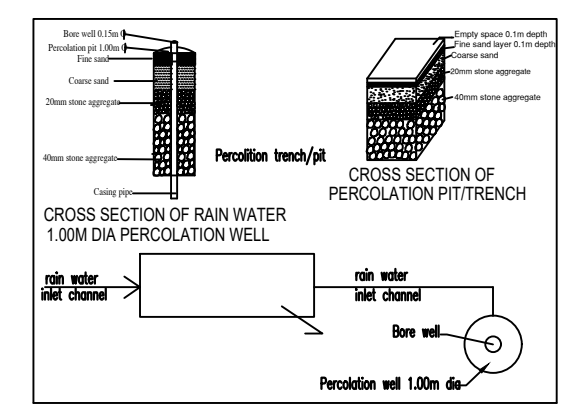 Bore well 0.15m
Percolation pit 1.00m
Fine sand
Coarse sand
20mm stone aggregate
40mm stone aggregate
Casing pipe
CROSS SECTION OF RAIN WATER
1.00M DIA PERCOLATION WELL
Percolition trench/pit
Empty space 0.1m depth
Fine sand layer 0.1m depth
Coarse sand
20mm stone aggregate
40mm stone aggregate
CROSS SECTION OF
PERCOLATION PIT/TRENCH
rain water
inlet channel
rain water
inlet channel
Bore well
Percolation well 1.00m dia